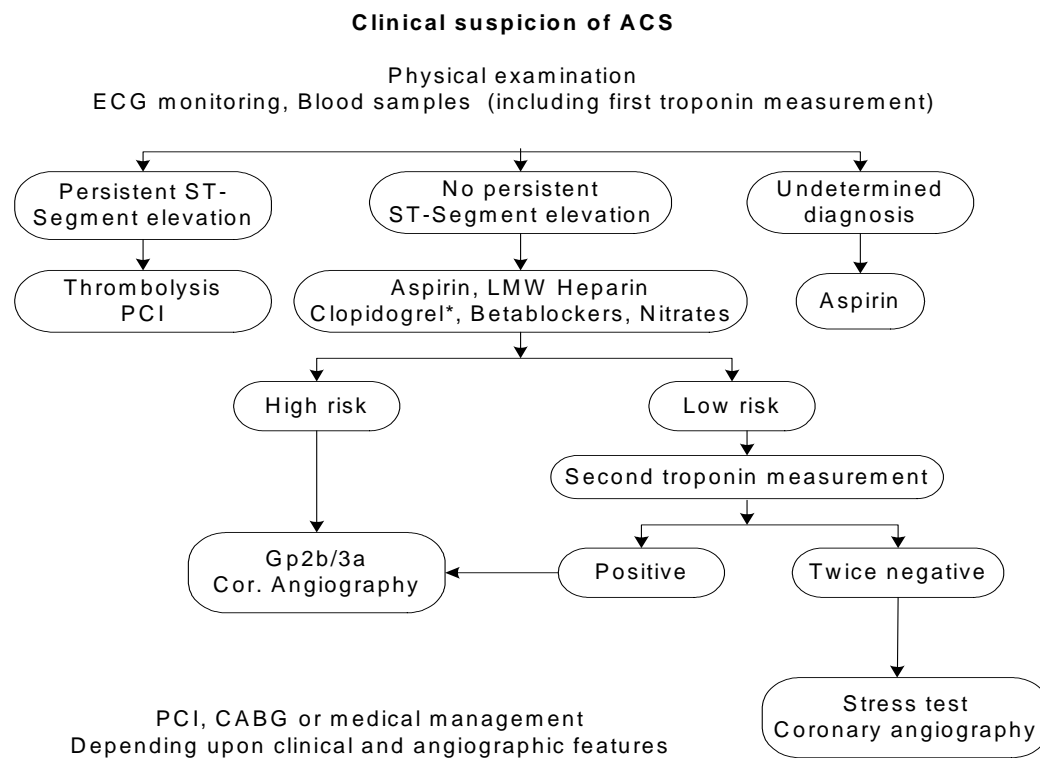 Clinical suspicion of ACS
Physical examination
ECG monitoring, Blood samples (including first troponin measurement)
Persistent ST-
Segment elevation
No persistent
ST-Segment elevation
Undetermined
diagnosis
Thrombolysis
PCI
Aspirin, LMW Heparin
Clopidogrel*, Betablockers, Nitrates
Aspirin
High risk
Low risk
Second troponin measurement
Gp2b/3a
Cor. Angiography
Positive
Twice negative
Stress test
Coronary angiography
PCI, CABG or medical management
Depending upon clinical and angiographic features